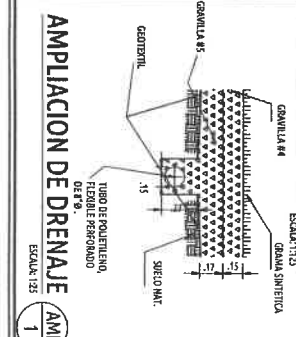 ESCALA: 1:125
GRAVILLA #5
GRAVILLA #4
GRAMA SINTETICA
GEOTEXTIL
.15
.17
.15
SUELO NAT.
TUBO DE POLIETILENO,
FLEXIBLE PERFORADO
AMPLIACION DE DRENAJE
ESCALA: 1:25
1